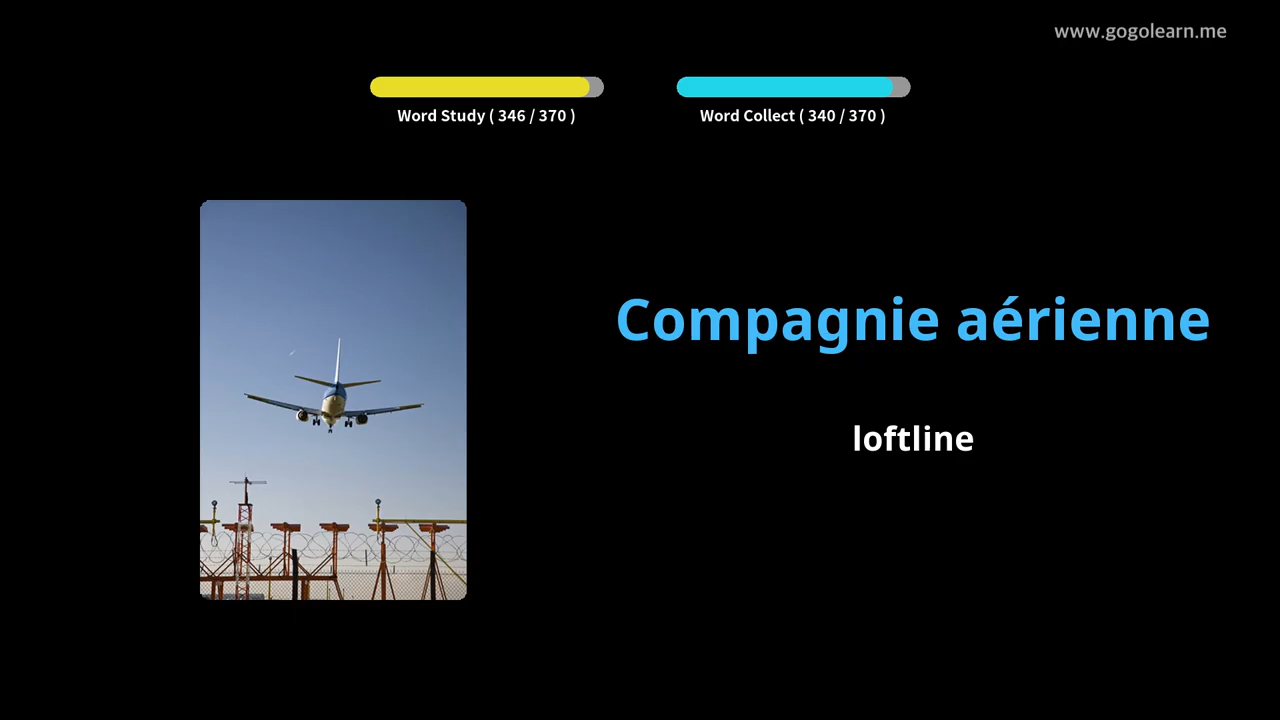 www.gogolearn.me
Word Study ( 346 / 370 )
Word Collect ( 340 / 370 )
Compagnie aérienne
loftline